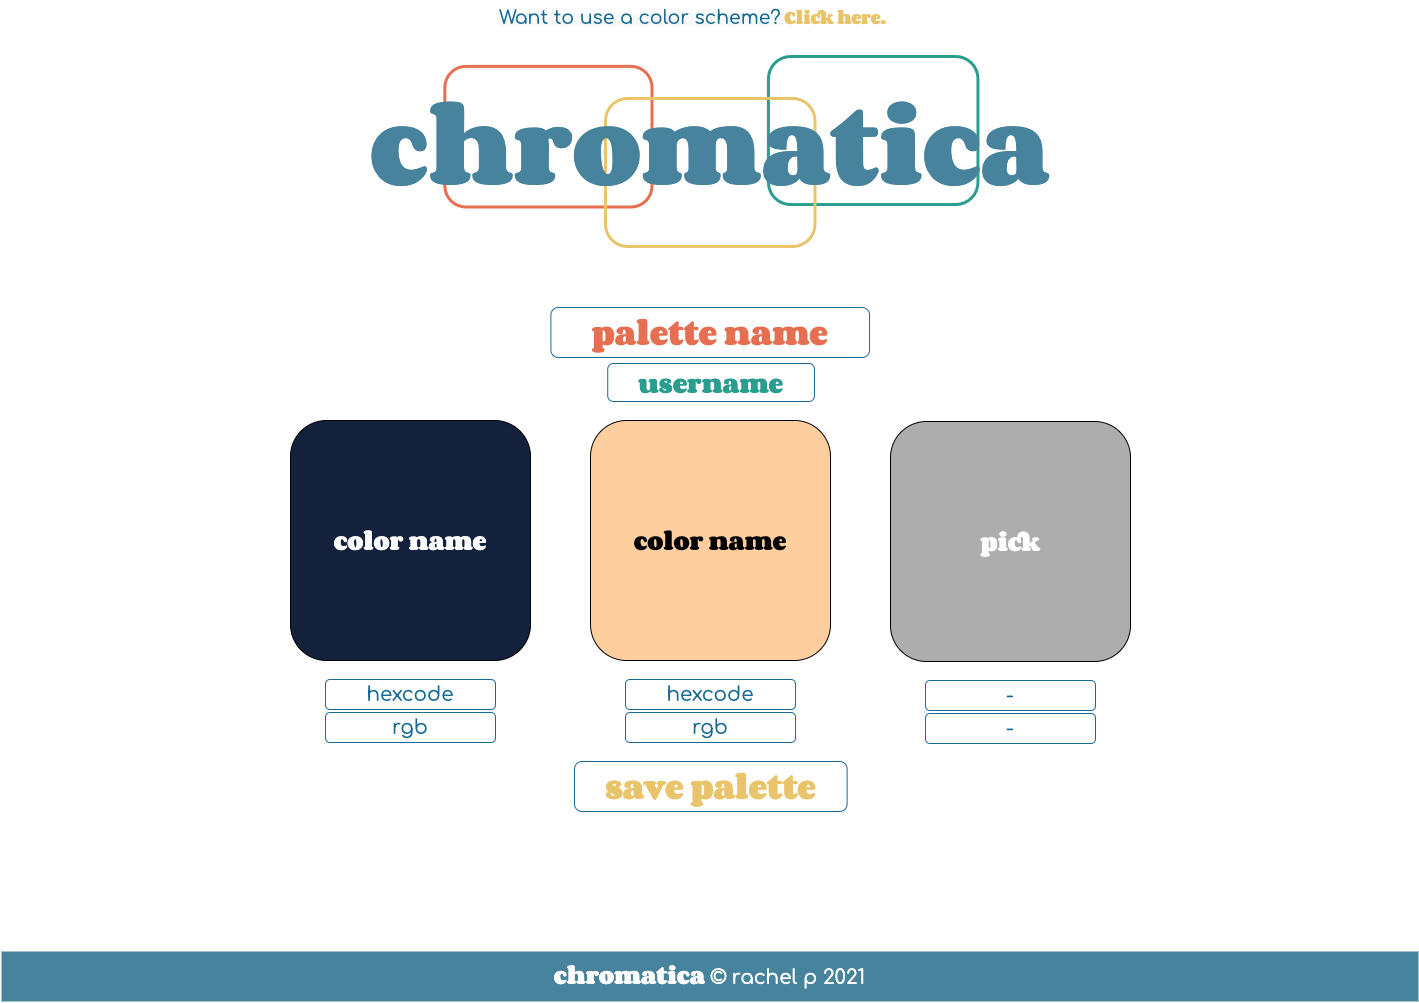 Want to use a color scheme? Click here.
chromatica
palette name
username
color name
color name
pick
hexcode
hexcode
-
rgb
rgb
-
save palette
chromatica © rachel p 2021